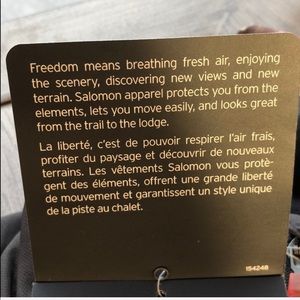 Freedom means breathing fresh air, enjoying
the scenery, discovering new views and new
terrain. Salomon apparel protects you from the
elements, lets you move easily, and looks great
from the trail to the lodge.
La liberté, c'est de pouvoir respirer l'air frais,
profiter du paysage et découvrir de nouveaux
terrains. Les vêtements Salomon vous protè-
gent des éléments, offrent une grande liberté
de mouvement et garantissent un style unique
de la piste au chalet.
154248